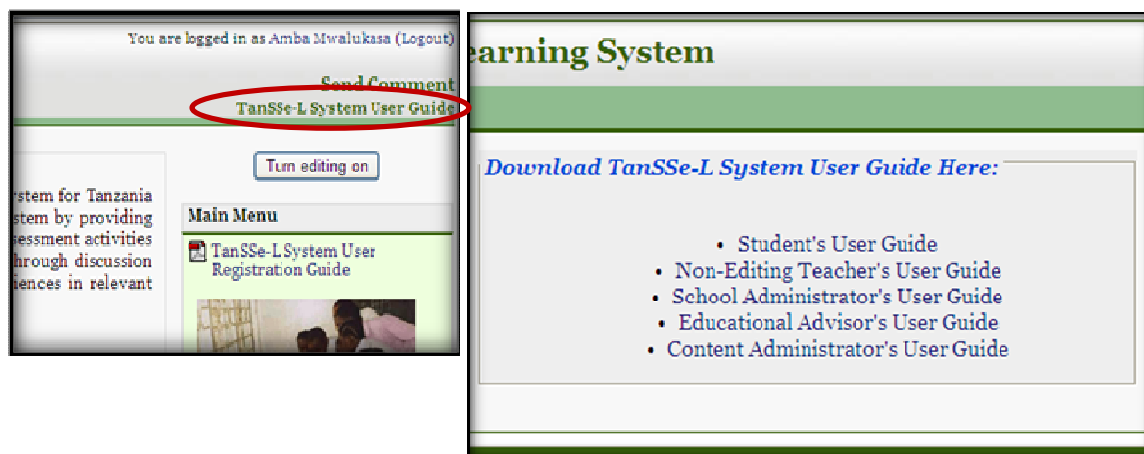 You are logged in as Amba Mwalukasa (Logout)
Send Comment
TanSSe-L System User Guide
Turn editing on
stem for Tanzania
stem by providing
sessment activities
hrough discussion
iences in relevant
Main Menu
TanSSe-L System User
Registration Guide
earning System
Download TanSSe-L System User Guide Here:
• Student's User Guide
• Non-Editing Teacher's User Guide
• School Administrator's User Guide
• Educational Advisor's User Guide
• Content Administrator's User Guide